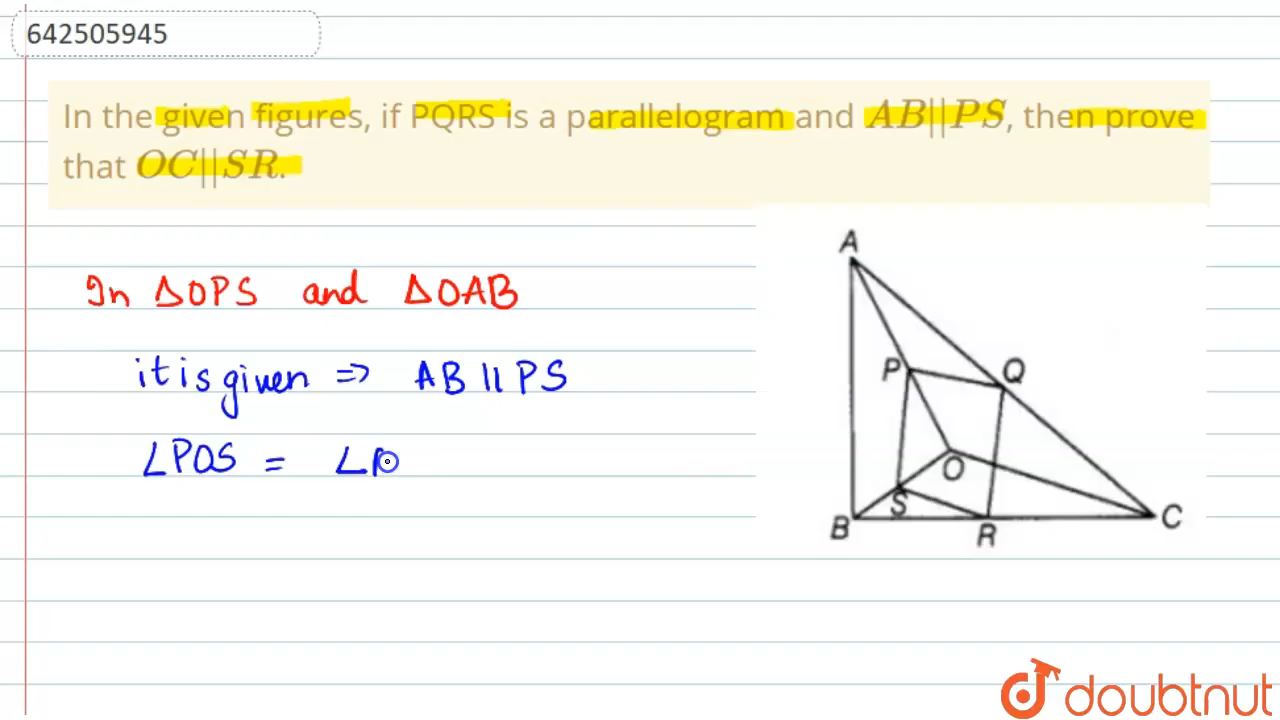 642505945
In the given figures, if PQRS is a parallelogram and AB||PS, then prove
that OC||SR.
In ΔOPS and ΔOAB
it is given ⇒ AB || PS
∠POS = ∠
A
P
Q
O
S
B
R
C
doubtnut